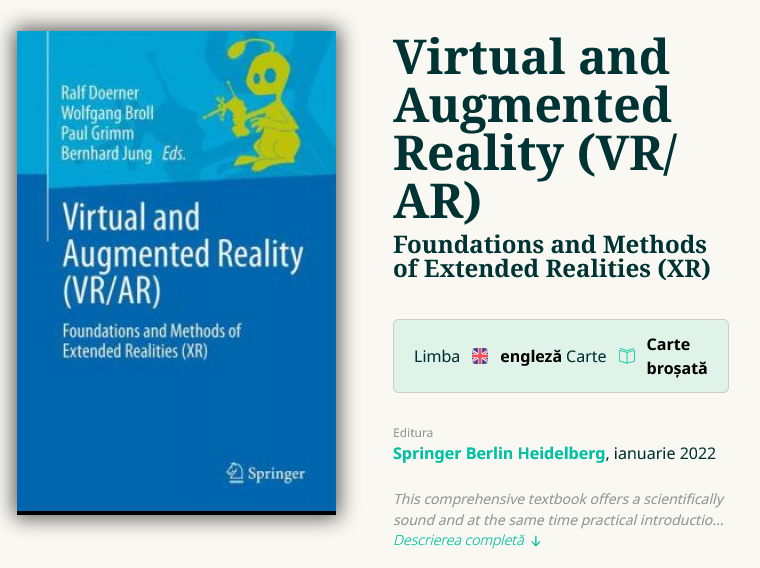 Ralf Doerner
Wolfgang Broll
Paul Grimm
Bernhard Jung Eds.
Virtual and
Augmented Reality
(VR/AR)
Foundations and Methods of
Extended Realities (XR)
Springer
Virtual and
Augmented
Reality (VR/
AR)
Foundations and Methods
of Extended Realities (XR)
Limba engleză Carte Carte
broșată
Editura
Springer Berlin Heidelberg, ianuarie 2022
This comprehensive textbook offers a scientifically
sound and at the same time practical introductio...
Descrierea completă ↓